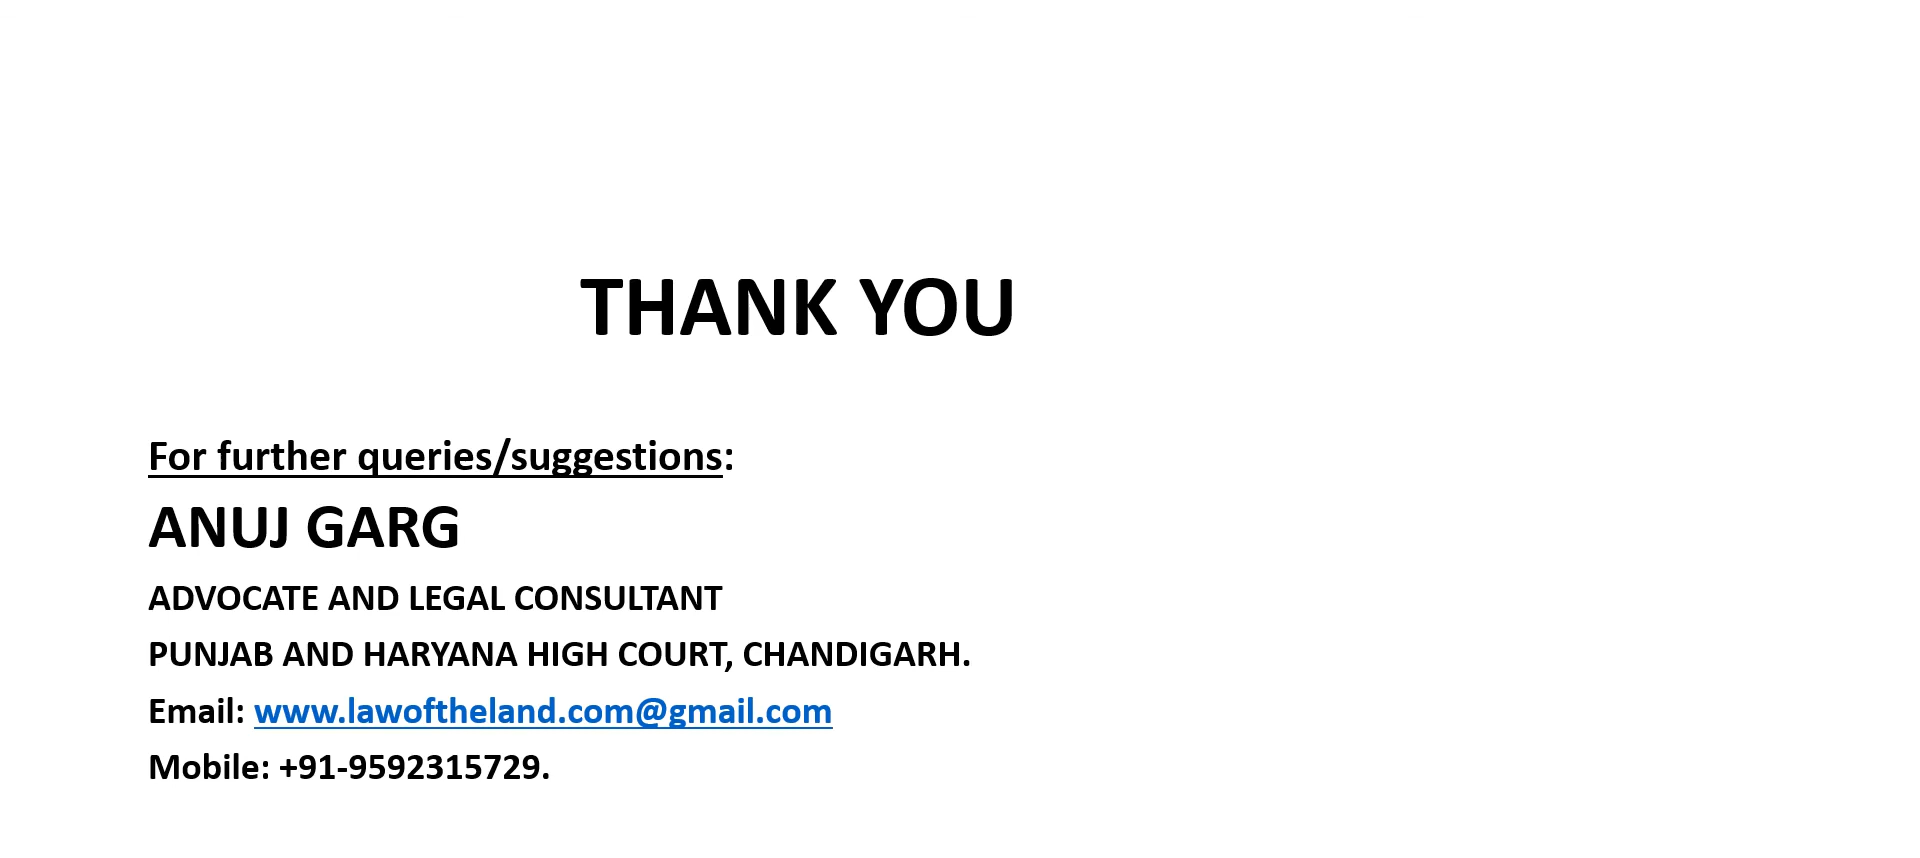 THANK YOU
For further queries/suggestions:
ANUJ GARG
ADVOCATE AND LEGAL CONSULTANT
PUNJAB AND HARYANA HIGH COURT, CHANDIGARH.
Email: www.lawoftheland.com@gmail.com
Mobile: +91-9592315729.